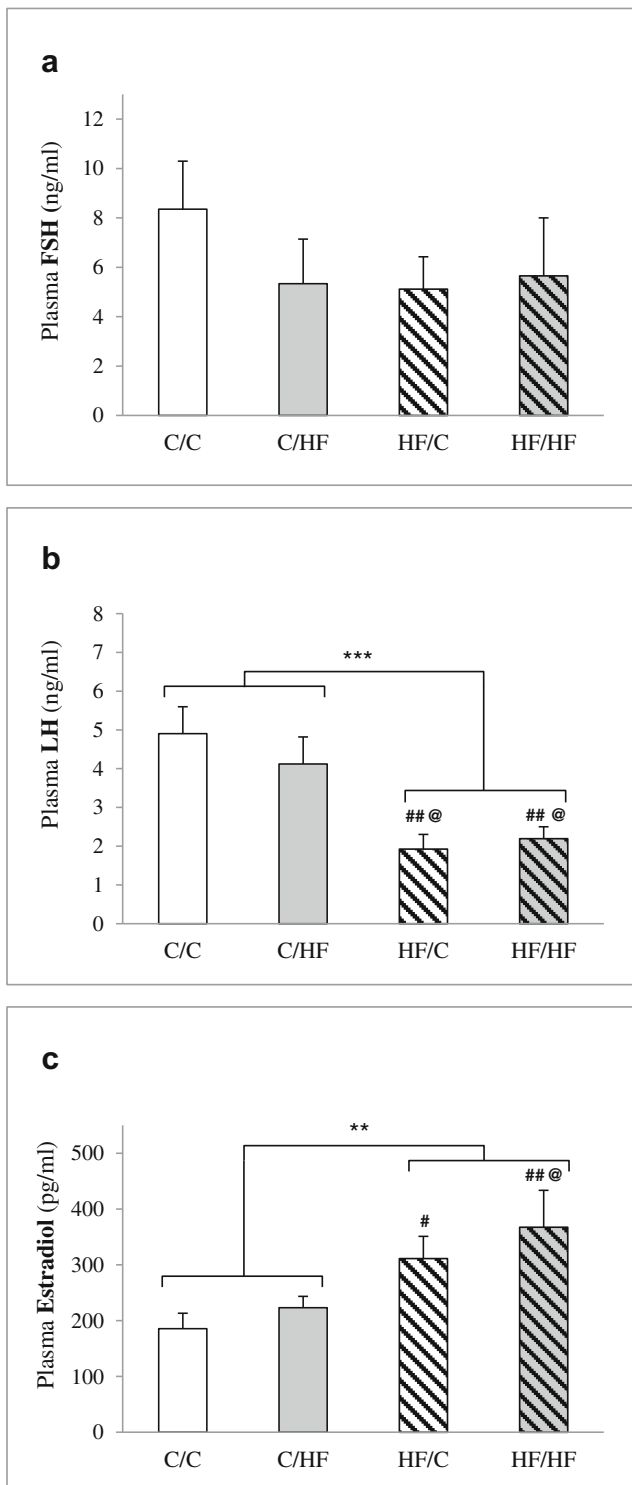 a
Plasma FSH (ng/ml)
12
10
8
6
4
2
0
C/C C/HF HF/C HF/HF
b
Plasma LH (ng/ml)
8
7
6
5
4
3
2
1
0
***
## @ ## @
C/C C/HF HF/C HF/HF
c
Plasma Estradiol (pg/ml)
500
400
300
200
100
0
**
## @
#
C/C C/HF HF/C HF/HF